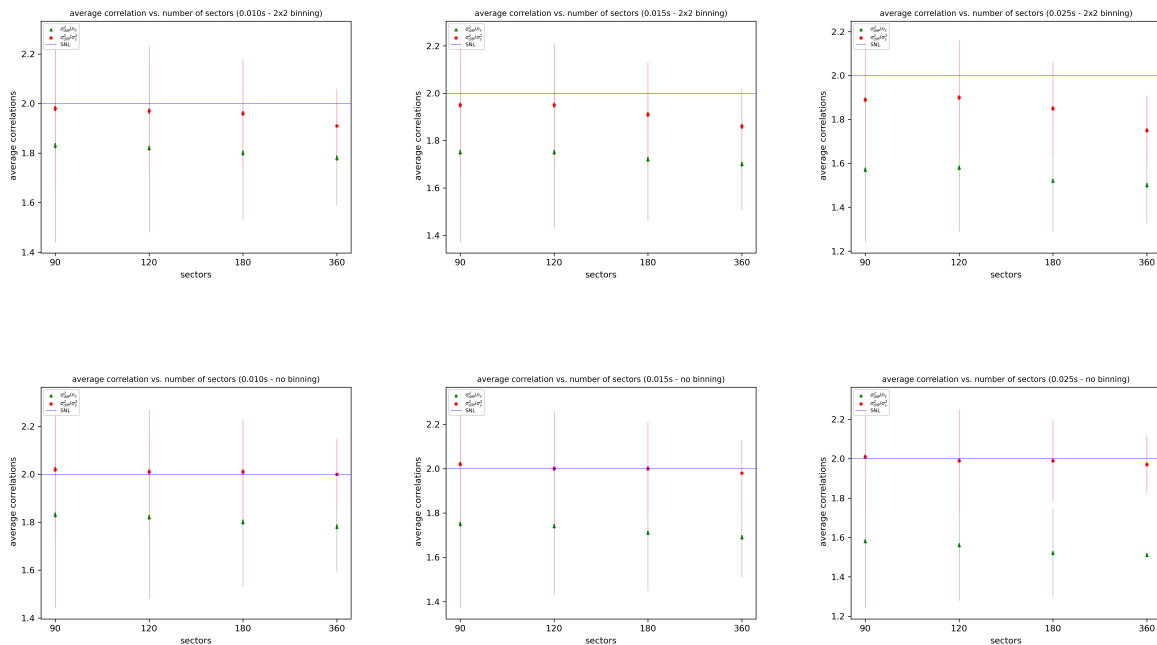 average correlation vs. number of sectors (0.010s - 2x2 binning)
SNL
2.2
2.0
1.8
1.6
1.4
average correlations
90 120 180 360
sectors
average correlation vs. number of sectors (0.015s - 2x2 binning)
SNL
2.2
2.0
1.8
1.6
1.4
average correlations
90 120 180 360
sectors
average correlation vs. number of sectors (0.025s - 2x2 binning)
SNL
2.2
2.0
1.8
1.6
1.4
1.2
average correlations
90 120 180 360
sectors
average correlation vs. number of sectors (0.010s - no binning)
SNL
2.2
2.0
1.8
1.6
1.4
average correlations
90 120 180 360
sectors
average correlation vs. number of sectors (0.015s - no binning)
SNL
2.2
2.0
1.8
1.6
1.4
average correlations
90 120 180 360
sectors
average correlation vs. number of sectors (0.025s - no binning)
SNL
2.2
2.0
1.8
1.6
1.4
1.2
average correlations
90 120 180 360
sectors